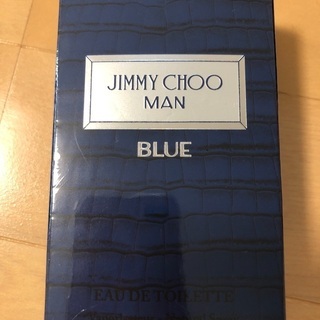 JIMMY CHOO
MAN
BLUE
EAU DE TOILETTE